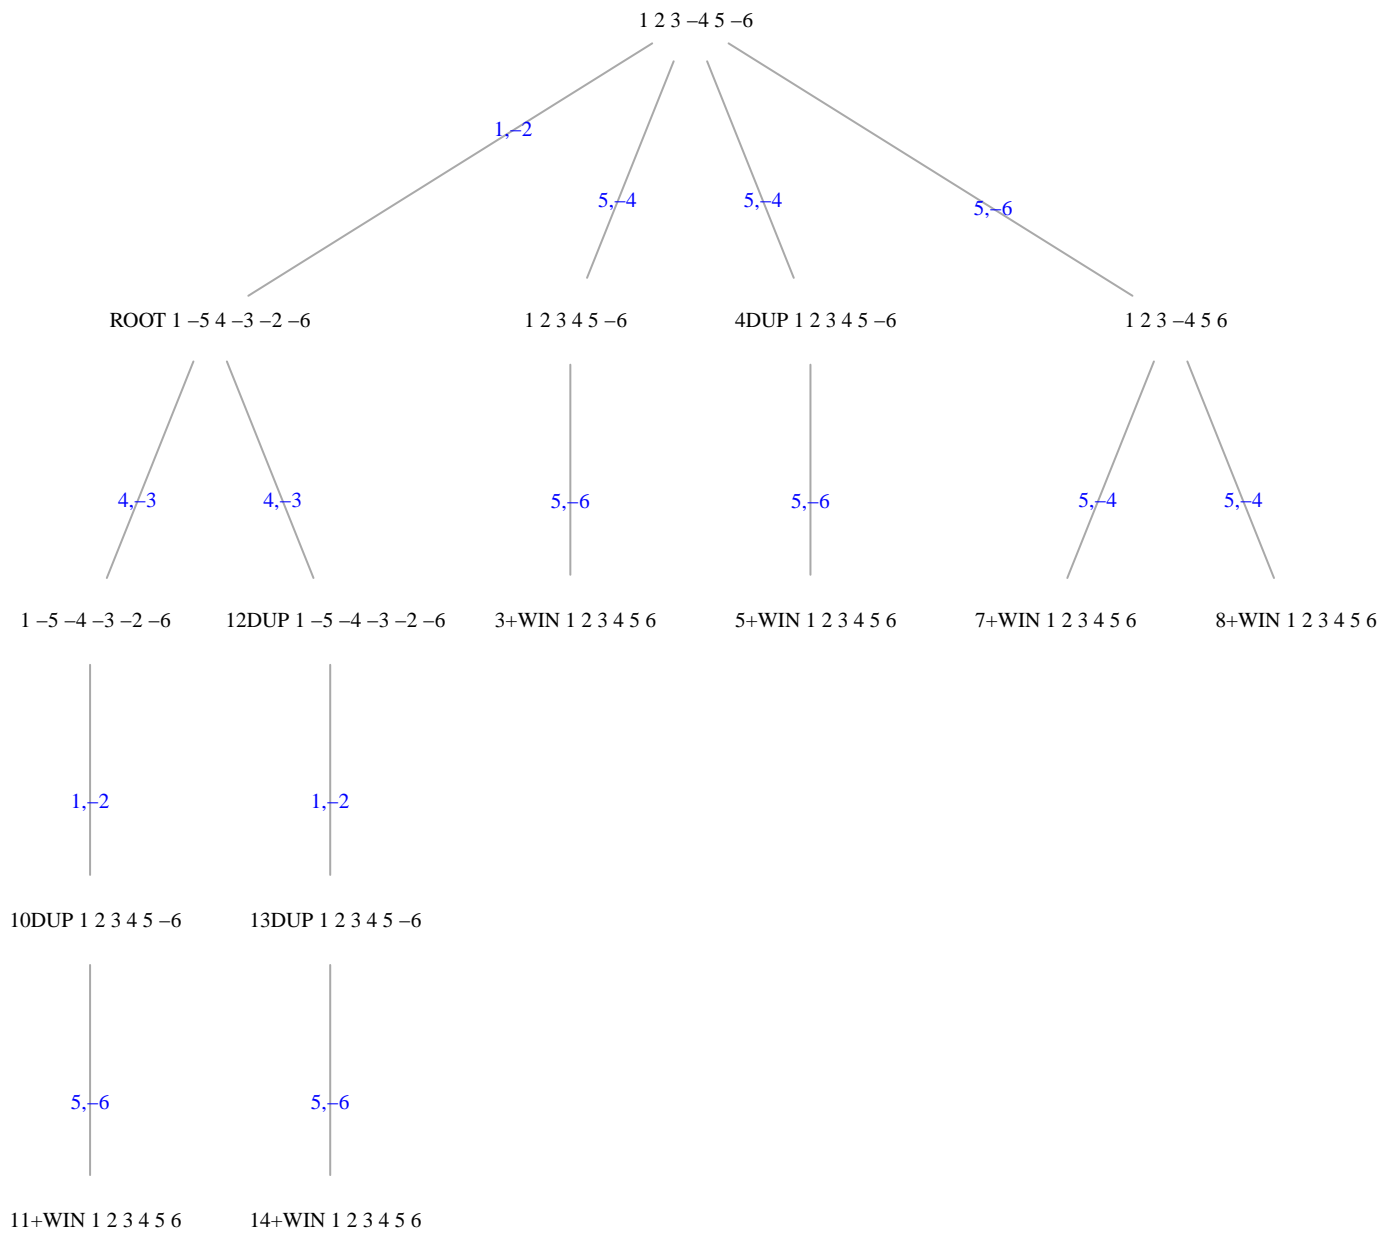 1 2 3 –4 5 –6
1,–2
5,–4
5,–4
5,–6
ROOT 1 –5 4 –3 –2 –6
1 2 3 4 5 –6
4DUP 1 2 3 4 5 –6
1 2 3 –4 5 6
4,–3
4,–3
5,–6
5,–6
5,–4
5,–4
1 –5 –4 –3 –2 –6
12DUP 1 –5 –4 –3 –2 –6
3+WIN 1 2 3 4 5 6
5+WIN 1 2 3 4 5 6
7+WIN 1 2 3 4 5 6
8+WIN 1 2 3 4 5 6
1,–2
1,–2
10DUP 1 2 3 4 5 –6
13DUP 1 2 3 4 5 –6
5,–6
5,–6
11+WIN 1 2 3 4 5 6
14+WIN 1 2 3 4 5 6